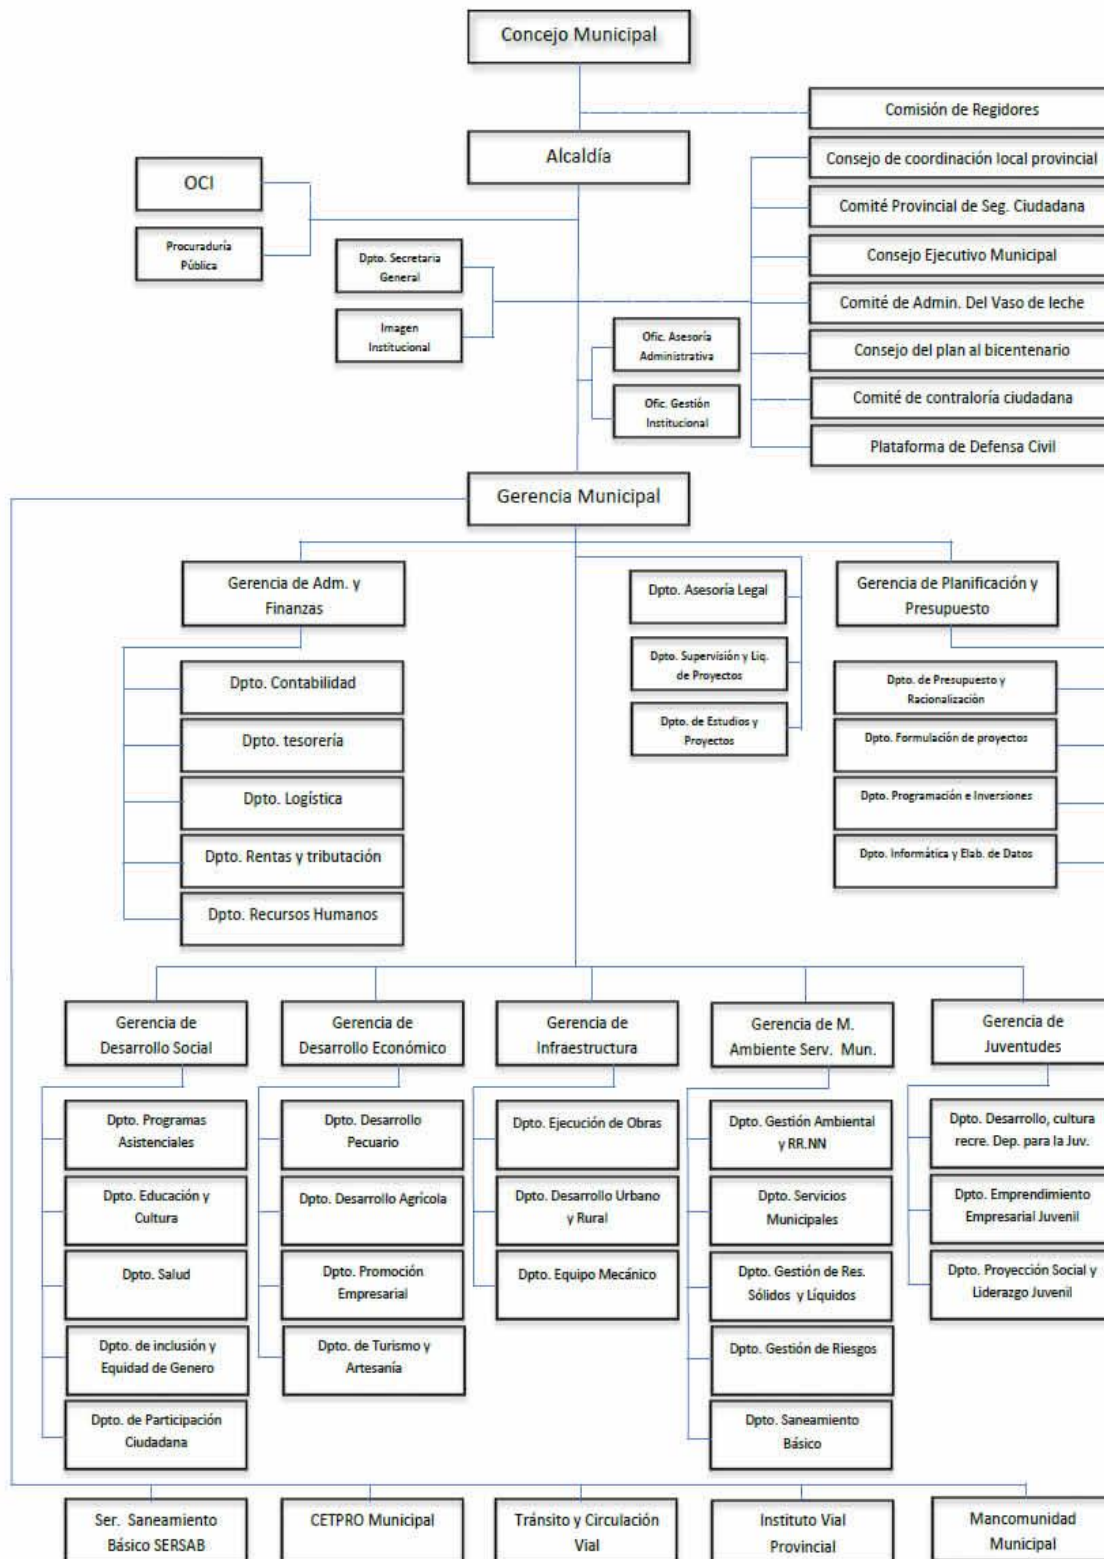 Concejo Municipal
Comisión de Regidores
Alcaldía
Consejo de coordinación local provincial
OCI
Comité Provincial de Seg. Ciudadana
Procuraduría
Pública
Dpto. Secretaria
General
Consejo Ejecutivo Municipal
Imagen
Institucional
Comité de Admin. Del Vaso de leche
Ofic. Asesoría
Administrativa
Consejo del plan al bicentenario
Ofic. Gestión
Institucional
Comité de contraloría ciudadana
Plataforma de Defensa Civil
Gerencia Municipal
Gerencia de Adm. y
Finanzas
Dpto. Asesoría Legal
Dpto. Supervisión y Liq.
de Proyectos
Dpto. de Estudios y
Proyectos
Gerencia de Planificación y
Presupuesto
Dpto. Contabilidad
Dpto. tesorería
Dpto. Logística
Dpto. Rentas y tributación
Dpto. Recursos Humanos
Dpto. de Presupuesto y
Racionalización
Dpto. Formulación de proyectos
Dpto. Programación e Inversiones
Dpto. Informática y Elab. de Datos
Gerencia de
Desarrollo Social
Dpto. Programas
Asistenciales
Dpto. Educación y
Cultura
Dpto. Salud
Dpto. de inclusión y
Equidad de Genero
Dpto. de Participación
Ciudadana
Gerencia de
Desarrollo Económico
Dpto. Desarrollo
Pecuario
Dpto. Desarrollo Agrícola
Dpto. Promoción
Empresarial
Dpto. de Turismo y
Artesanía
Gerencia de
Infraestructura
Dpto. Ejecución de Obras
Dpto. Desarrollo Urbano
y Rural
Dpto. Equipo Mecánico
Gerencia de M.
Ambiente Serv. Mun.
Dpto. Gestión Ambiental
y RR.NN
Dpto. Servicios
Municipales
Dpto. Gestión de Res.
Sólidos y Líquidos
Dpto. Gestión de Riesgos
Dpto. Saneamiento
Básico
Gerencia de
Juventudes
Dpto. Desarrollo, cultura
recre. Dep. para la Juv.
Dpto. Emprendimiento
Empresarial Juvenil
Dpto. Proyección Social y
Liderazgo Juvenil
Ser. Saneamiento
Básico SERSAB
CETPRO Municipal
Tránsito y Circulación
Vial
Instituto Vial
Provincial
Mancomunidad
Municipal